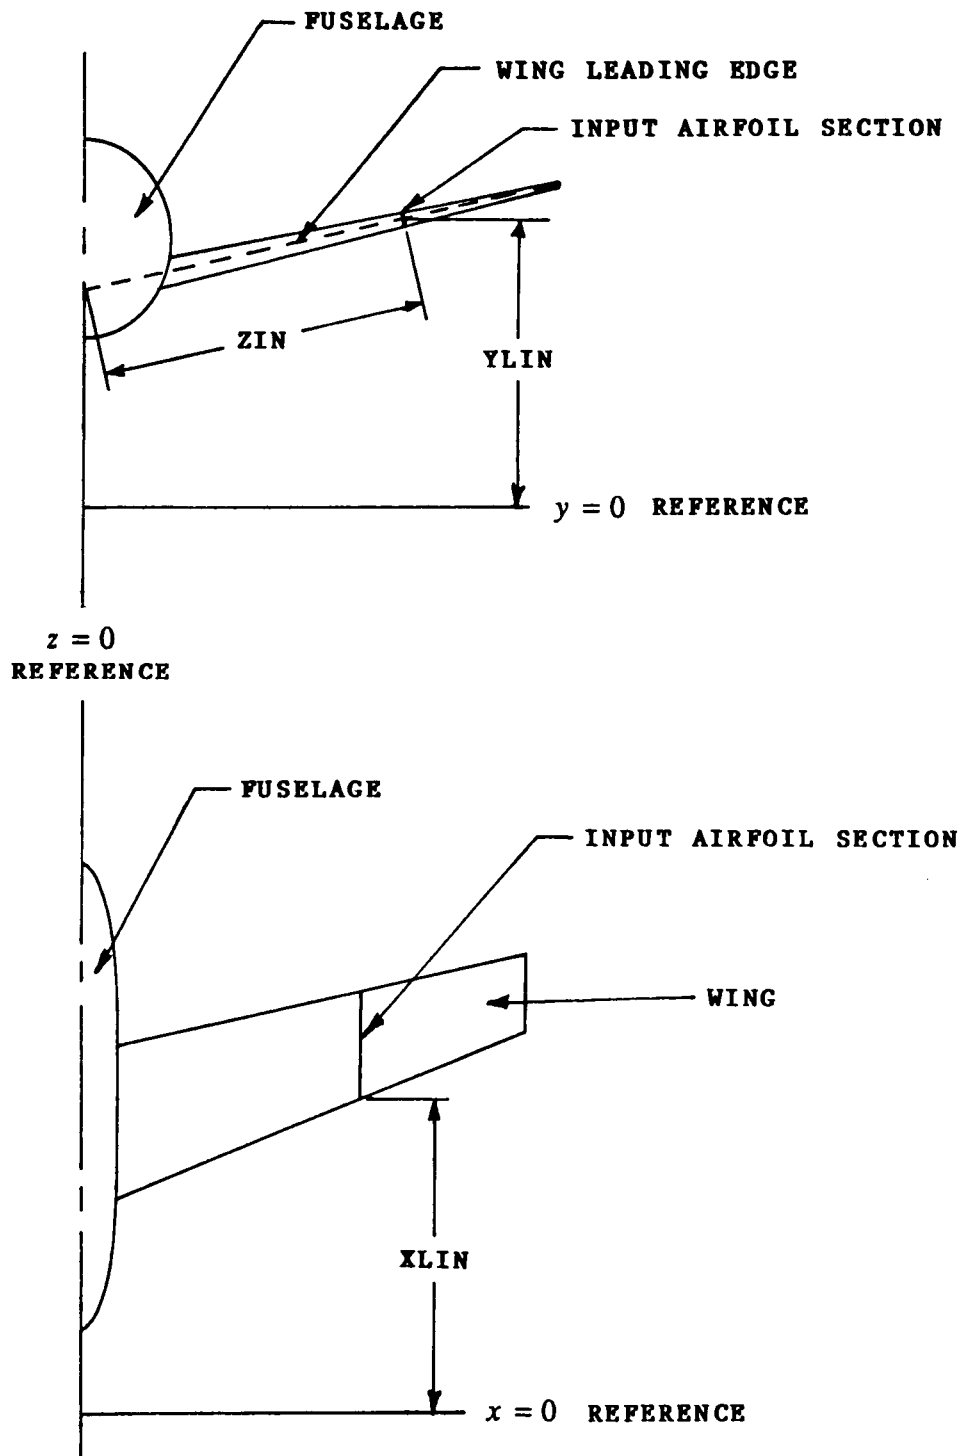 FUSELAGE
WING LEADING EDGE
INPUT AIRFOIL SECTION
ZIN
YLIN
y = 0 REFERENCE
z = 0
REFERENCE
FUSELAGE
INPUT AIRFOIL SECTION
WING
XLIN
x = 0 REFERENCE